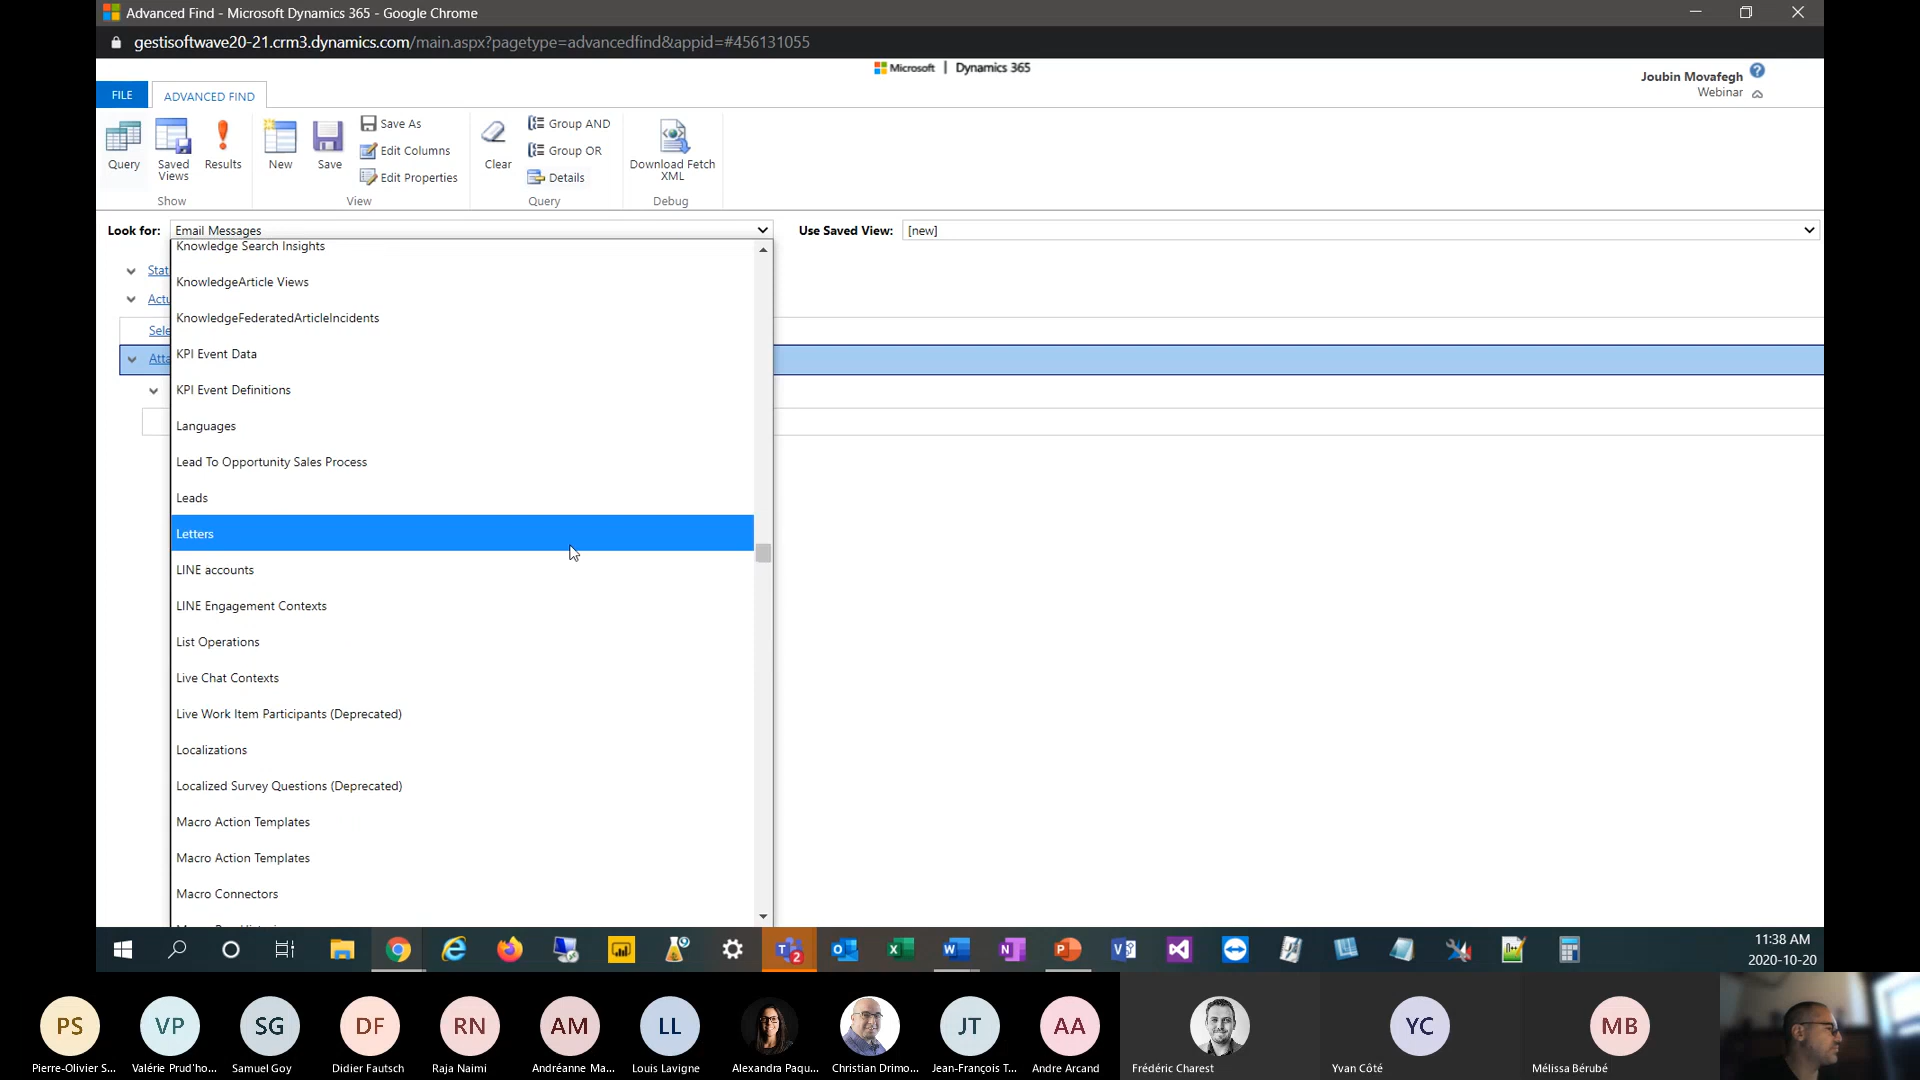 Advanced Find - Microsoft Dynamics 365 - Google Chrome
gestisoftwave20-21.crm3.dynamics.com/main.aspx?pagetype=advancedfind&appid=#456131055
Microsoft | Dynamics 365
Joubin Movafegh
Webinar
FILE
ADVANCED FIND
Query
Saved Views
Results
Show
New
Save
Save As
Edit Columns
Edit Properties
View
Clear
Group AND
Group OR
Details
Query
Download Fetch XML
Debug
Look for:
Email Messages
Use Saved View:
[new]
Stat
Actu
Sele
Atta
Knowledge Search Insights
KnowledgeArticle Views
KnowledgeFederatedArticleIncidents
KPI Event Data
KPI Event Definitions
Languages
Lead To Opportunity Sales Process
Leads
Letters
LINE accounts
LINE Engagement Contexts
List Operations
Live Chat Contexts
Live Work Item Participants (Deprecated)
Localizations
Localized Survey Questions (Deprecated)
Macro Action Templates
Macro Action Templates
Macro Connectors
11:38 AM
2020-10-20
PS
VP
SG
DF
RN
AM
LL
JT
AA
YC
MB
Pierre-Olivier S...
Valérie Prud'ho...
Samuel Goy
Didier Fautsch
Raja Naimi
Andréanne Ma...
Louis Lavigne
Alexandra Paqu...
Christian Drimo...
Jean-François T...
Andre Arcand
Frédéric Charest
Yvan Côté
Mélissa Bérubé